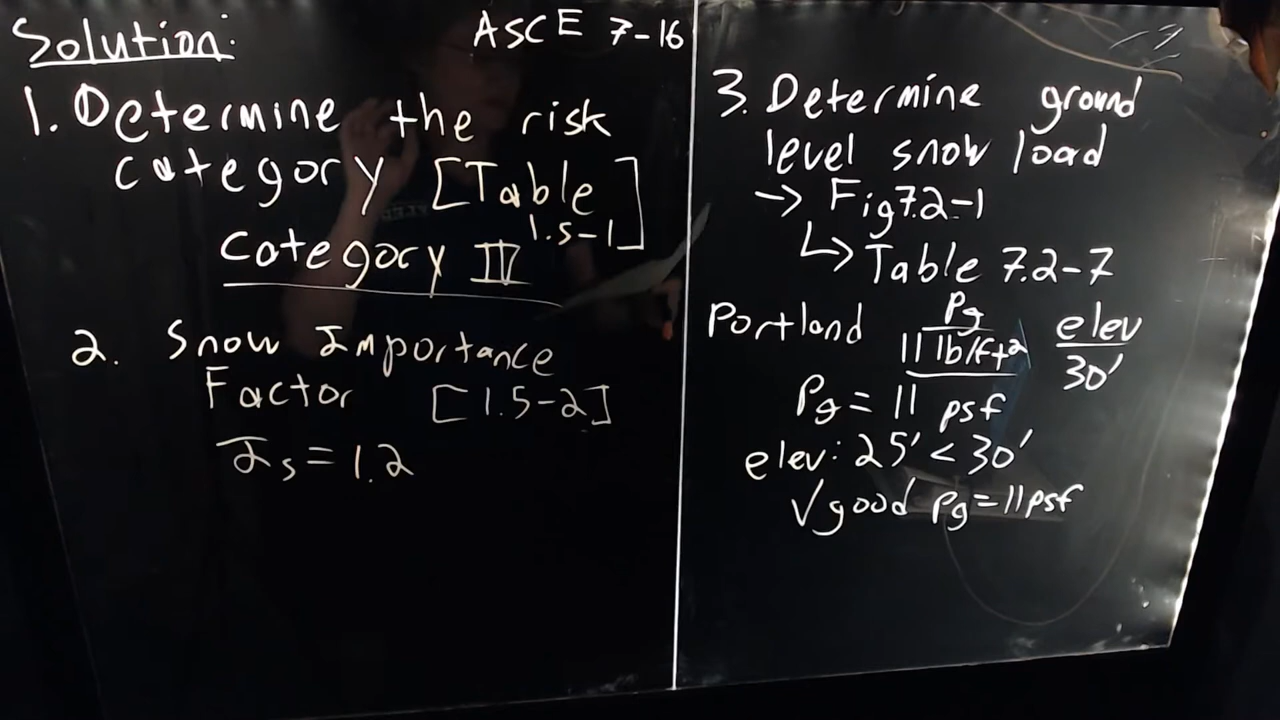 Solution:
ASCE 7-16
1. Determine the risk
category [Table
1.5-1]
category IV
2. Snow Importance
Factor [1.5-2]
Is = 1.2
3. Determine ground
level snow load
→ Fig 7.2-1
↳ Table 7.2-7
Portland Pg elev
11 lb/ft² 30'
Pg = 11 psf
elev: 25' < 30'
√ good Pg = 11 psf